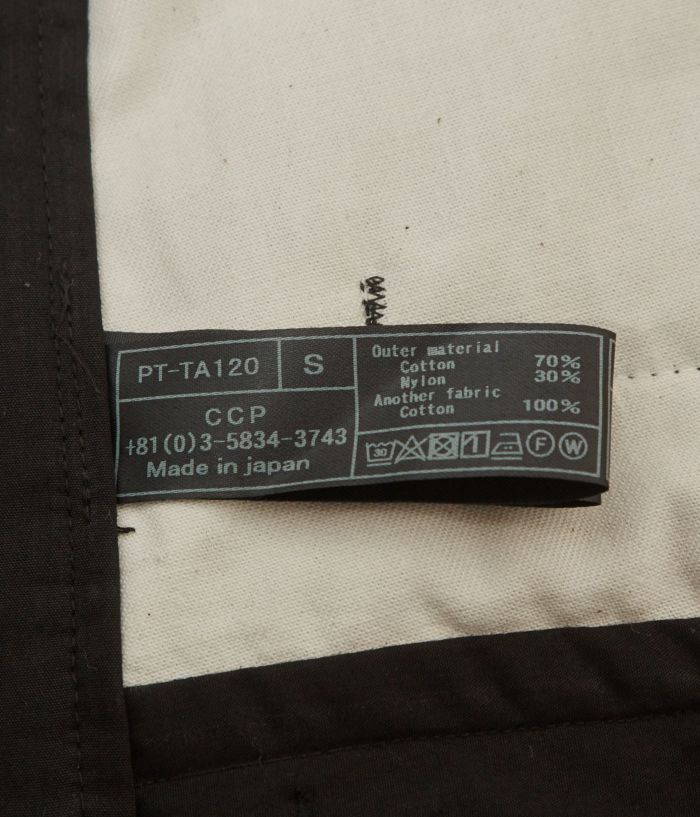 PT-TA120
S
CCP
+81(0)3-5834-3743
Made in japan
Outer material
Cotton 70%
Nylon 30%
Another fabric
Cotton 100%
30
F
W